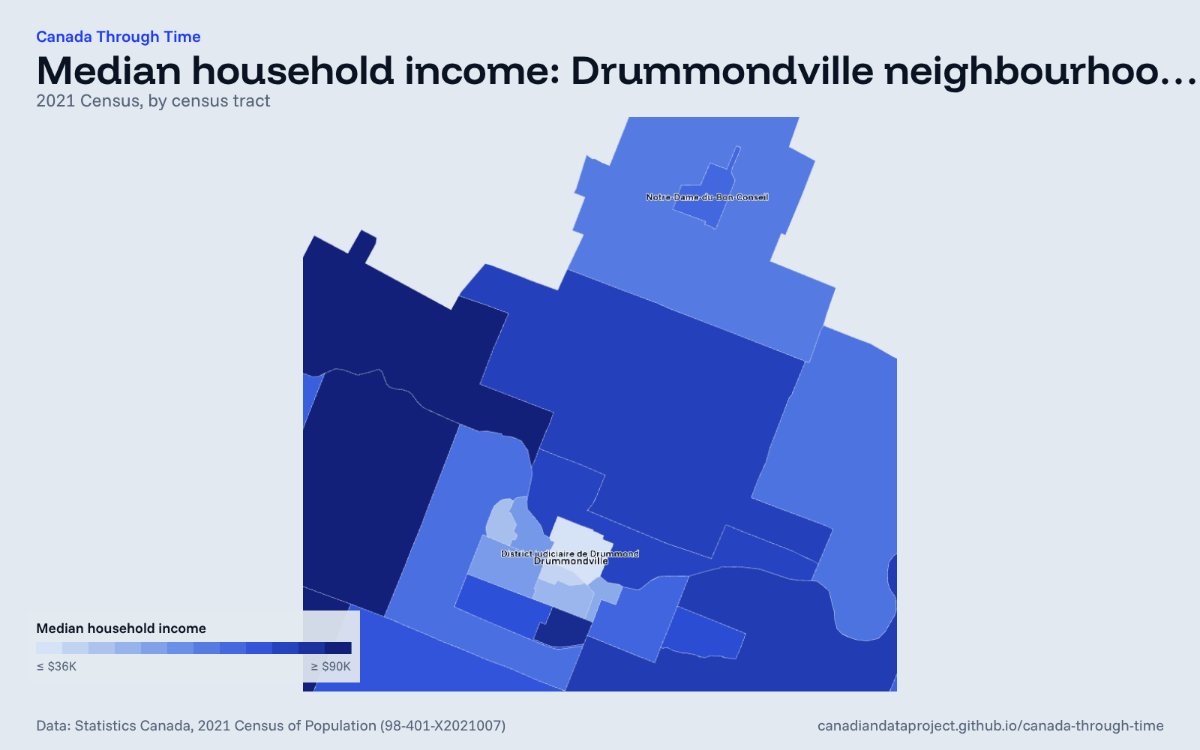 Canada Through Time
Median household income: Drummondville neighbourhoo…
2021 Census, by census tract
Notre-Dame-du-Bon-Conseil
District judiciaire de Drummond
Drummondville
Median household income
≤ $36K
≥ $90K
Data: Statistics Canada, 2021 Census of Population (98-401-X2021007)
canadiandataproject.github.io/canada-through-time